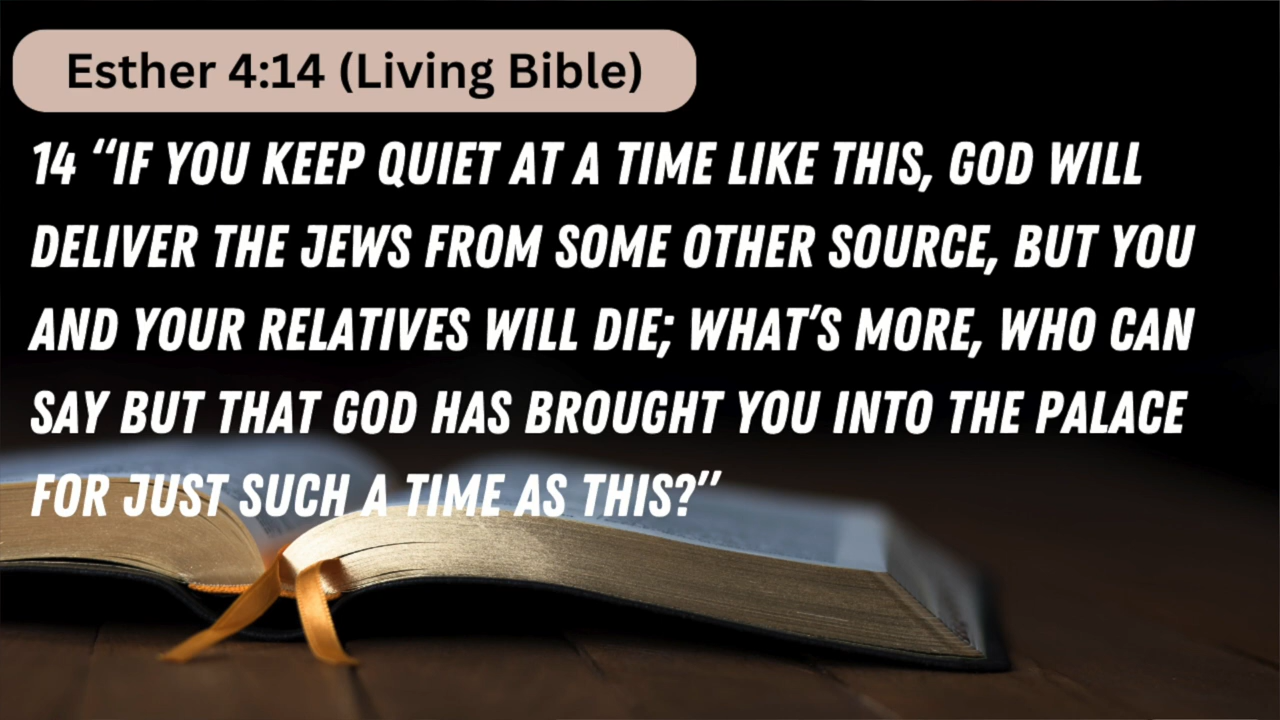 Esther 4:14 (Living Bible)
14 “IF YOU KEEP QUIET AT A TIME LIKE THIS, GOD WILL
DELIVER THE JEWS FROM SOME OTHER SOURCE, BUT YOU
AND YOUR RELATIVES WILL DIE; WHAT’S MORE, WHO CAN
SAY BUT THAT GOD HAS BROUGHT YOU INTO THE PALACE
FOR JUST SUCH A TIME AS THIS?”